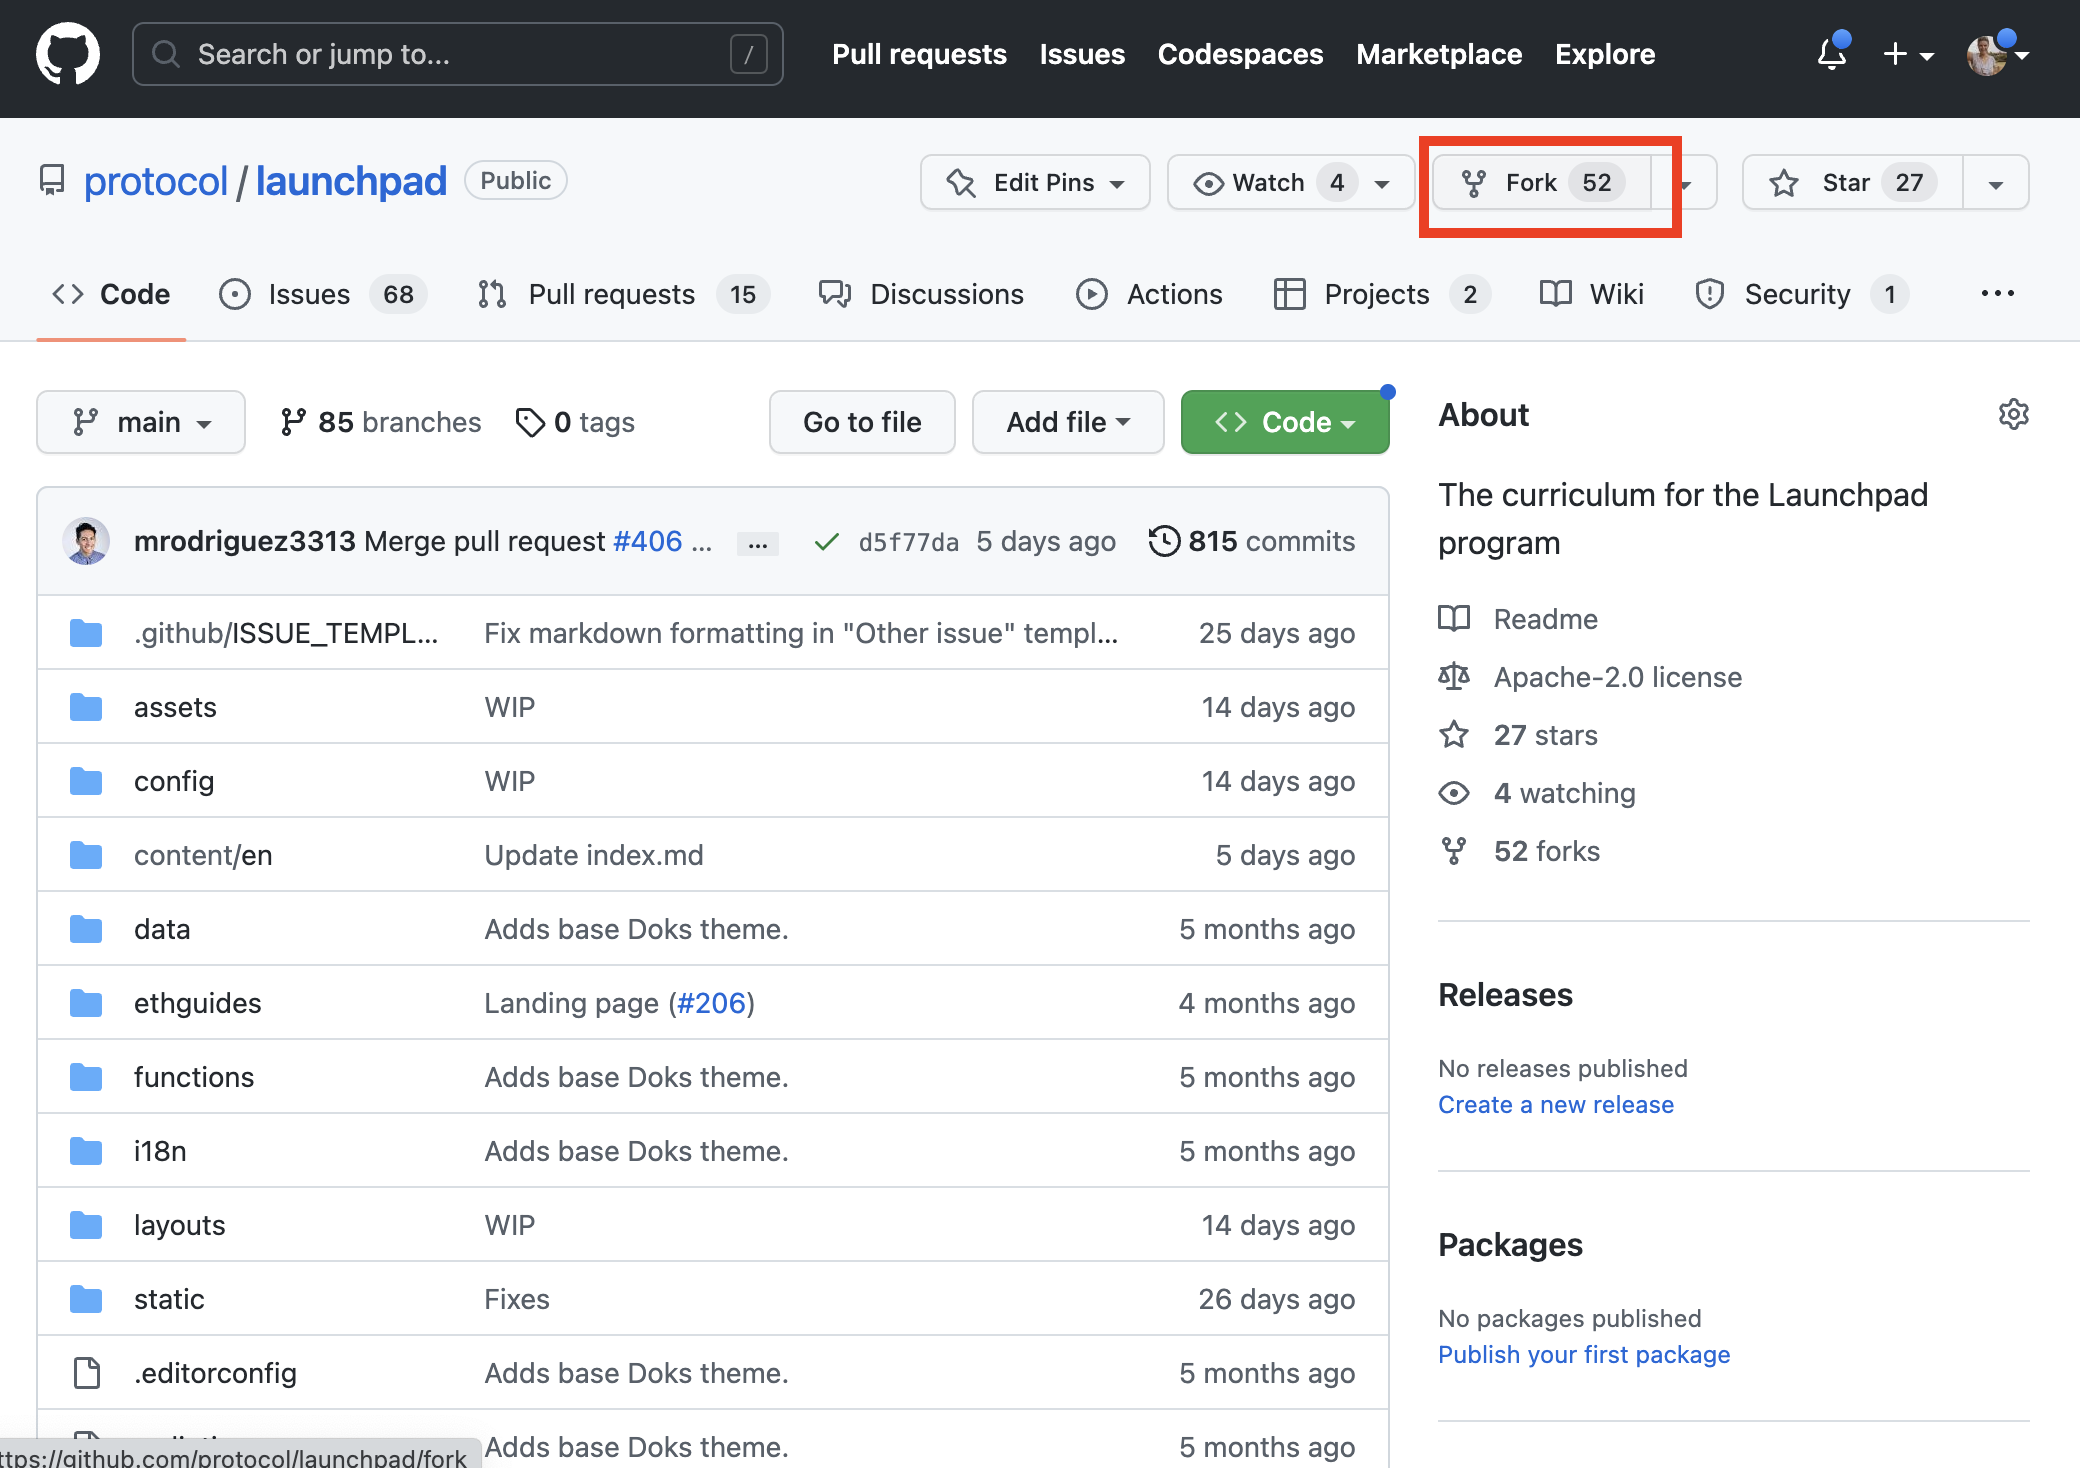 Search or jump to... / Pull requests Issues Codespaces Marketplace Explore
protocol / launchpad Public Edit Pins Watch 4 Fork 52 Star 27
Code Issues 68 Pull requests 15 Discussions Actions Projects 2 Wiki Security 1 ...
main 85 branches 0 tags Go to file Add file Code
mrodriguez3313 Merge pull request #406 ... ... d5f77da 5 days ago 815 commits
.github/ISSUE_TEMPL... Fix markdown formatting in "Other issue" templ... 25 days ago
assets WIP 14 days ago
config WIP 14 days ago
content/en Update index.md 5 days ago
data Adds base Doks theme. 5 months ago
ethguides Landing page (#206) 4 months ago
functions Adds base Doks theme. 5 months ago
i18n Adds base Doks theme. 5 months ago
layouts WIP 14 days ago
static Fixes 26 days ago
.editorconfig Adds base Doks theme. 5 months ago
Adds base Doks theme. 5 months ago
ttps://github.com/protocol/launchpad/fork
About
The curriculum for the Launchpad
program
Readme
Apache-2.0 license
27 stars
4 watching
52 forks
Releases
No releases published
Create a new release
Packages
No packages published
Publish your first package